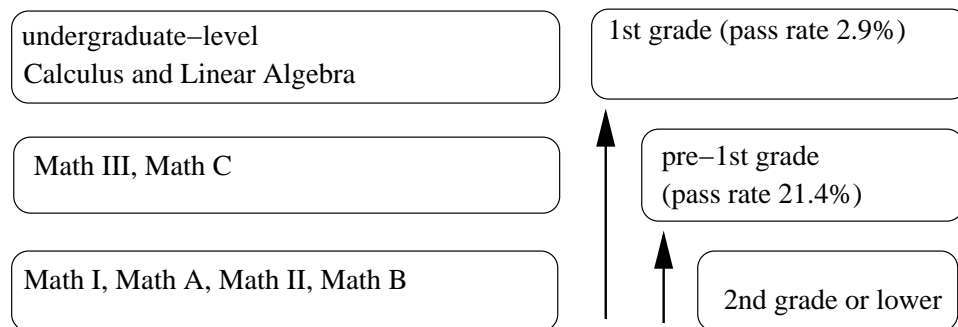 undergraduate−level
Calculus and Linear Algebra
1st grade (pass rate 2.9%)
Math III, Math C
pre−1st grade
(pass rate 21.4%)
Math I, Math A, Math II, Math B
2nd grade or lower